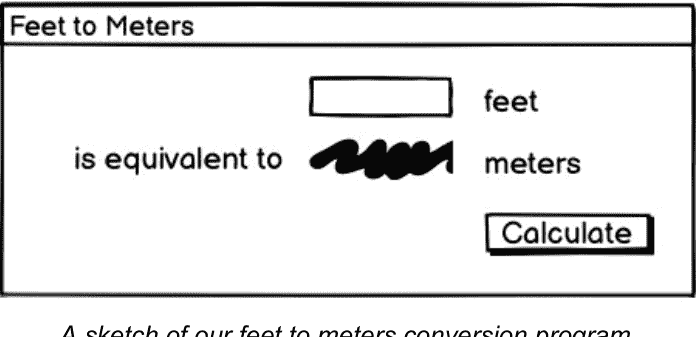 Feet to Meters
feet
is equivalent to meters
Calculate
A sketch of our feet to meters conversion program